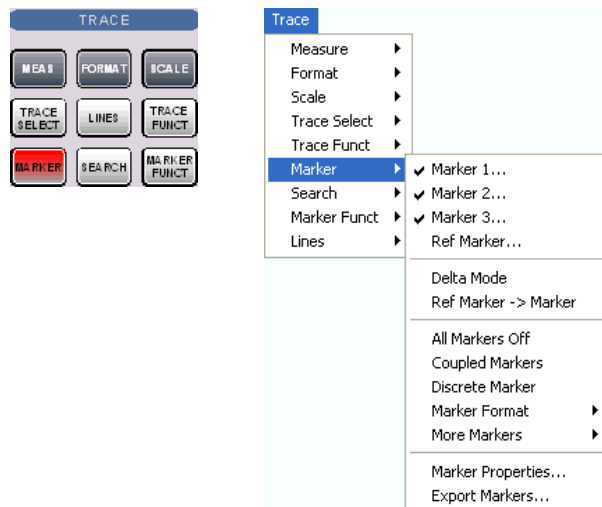 TRACE
MEAS
FORMAT
SCALE
TRACE
SELECT
LINES
TRACE
FUNCT
MARKER
SEARCH
MARKER
FUNCT
Trace
Measure
Format
Scale
Trace Select
Trace Funct
Marker
Search
Marker Funct
Lines
Marker 1...
Marker 2...
Marker 3...
Ref Marker...
Delta Mode
Ref Marker -> Marker
All Markers Off
Coupled Markers
Discrete Marker
Marker Format
More Markers
Marker Properties...
Export Markers...